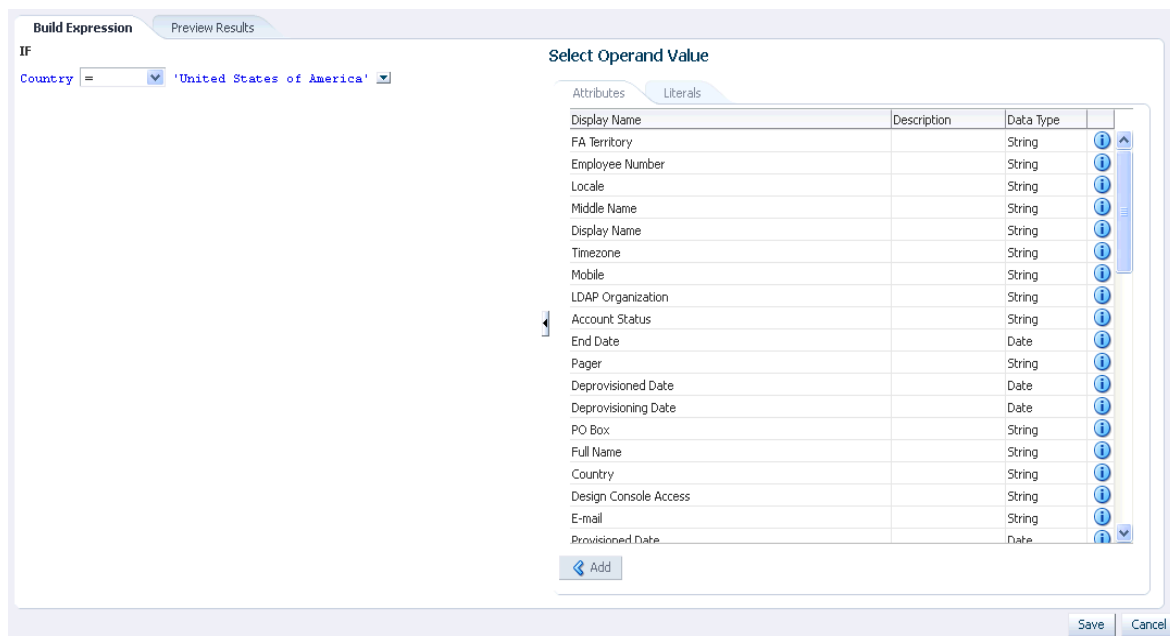 Build Expression Preview Results
IF
Country = 'United States of America'
Select Operand Value
Attributes Literals
Display Name Description Data Type
FA Territory String
Employee Number String
Locale String
Middle Name String
Display Name String
Timezone String
Mobile String
LDAP Organization String
Account Status String
End Date Date
Pager String
Deprovisioned Date Date
Deprovisioning Date Date
PO Box String
Full Name String
Country String
Design Console Access String
E-mail String
Provisioned Date Date
Add
Save Cancel